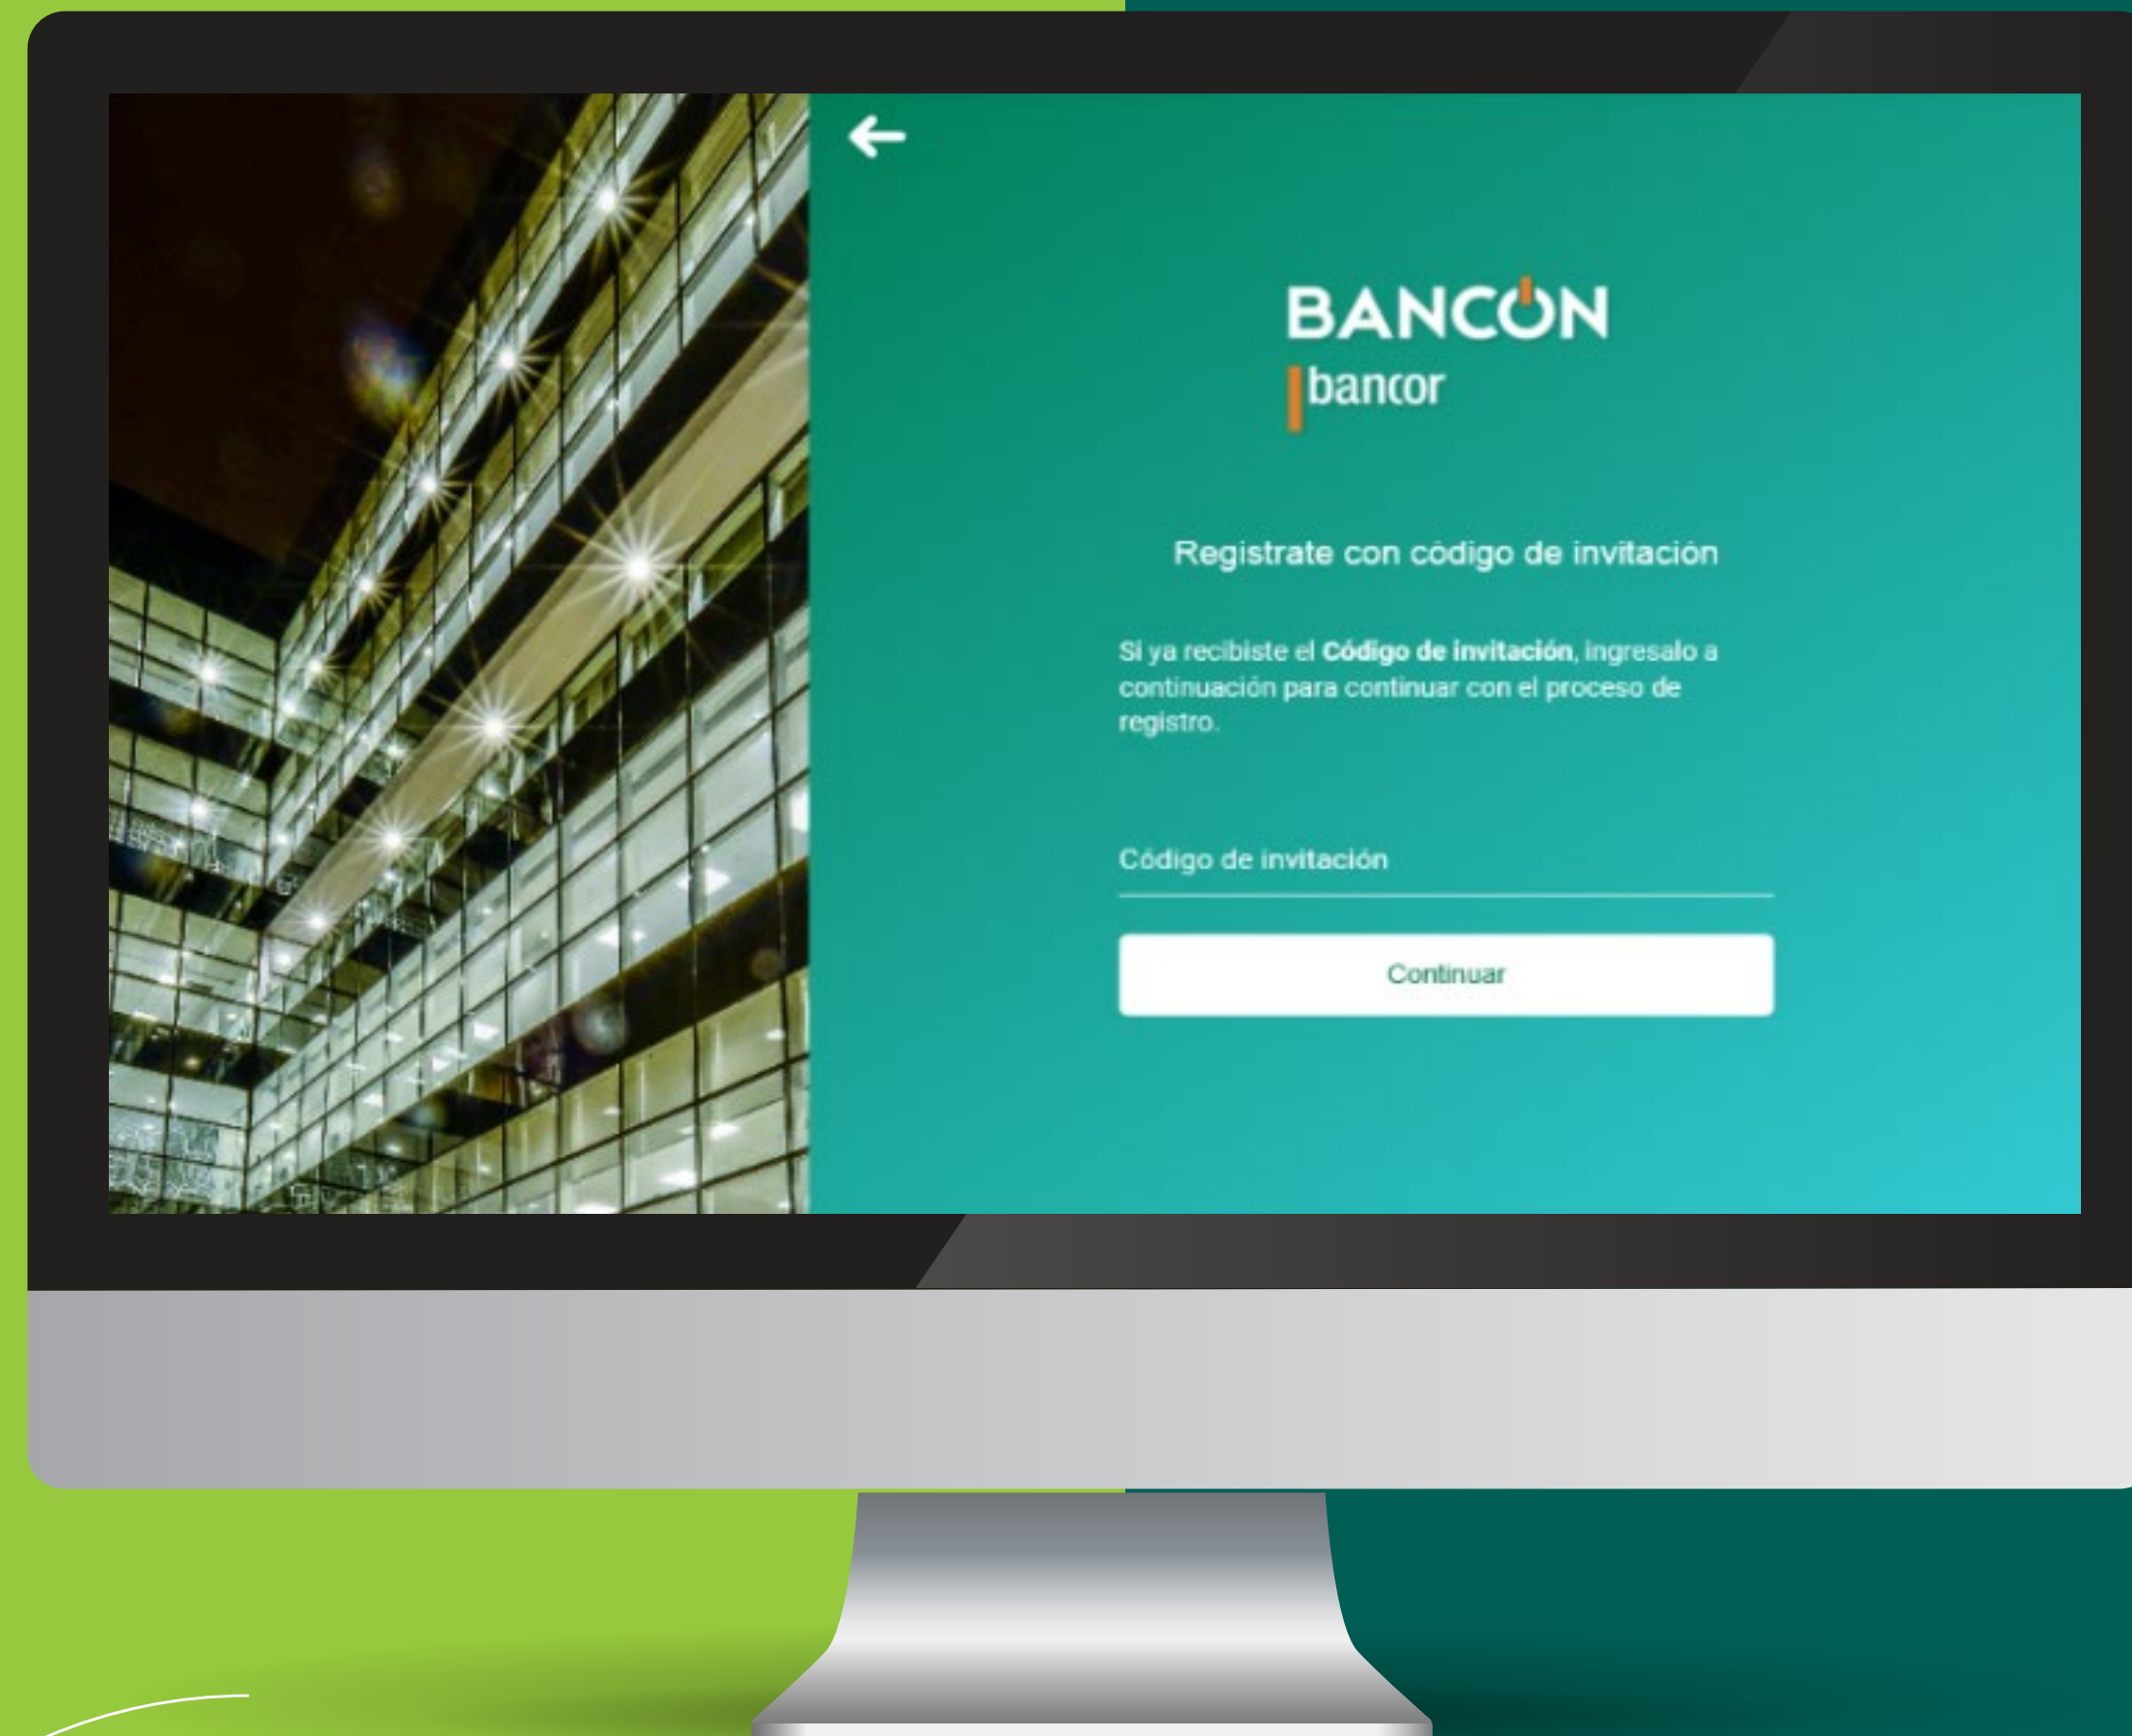 BANCON
bancor
Registrate con código de invitación
Si ya recibiste el Código de invitación, ingresalo a
continuación para continuar con el proceso de
registro.
Código de invitación
Continuar